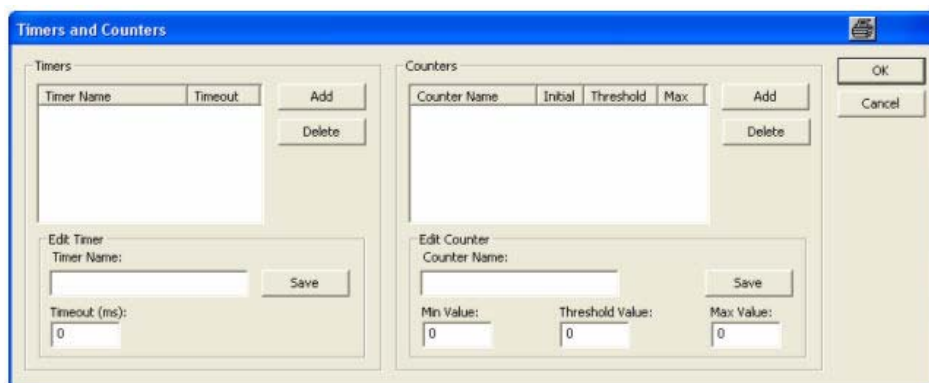 Timers and Counters
Timers
Timer Name Timeout
Add
Delete
Edit Timer
Timer Name:
Save
Timeout (ms):
0
Counters
Counter Name Initial Threshold Max
Add
Delete
Edit Counter
Counter Name:
Save
Min Value: Threshold Value: Max Value:
0 0 0
OK
Cancel